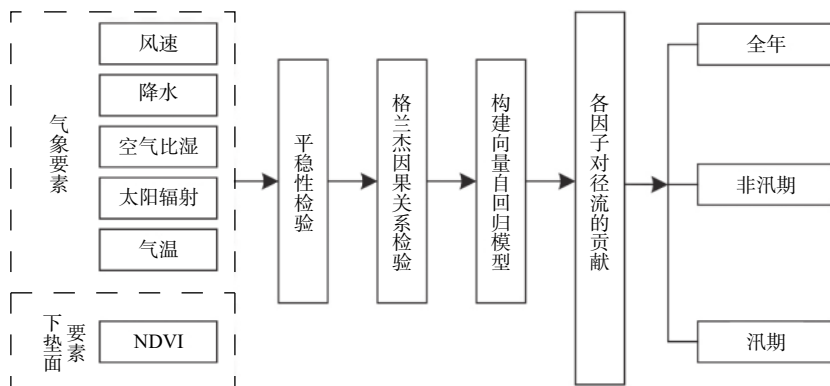 气象要素
风速
降水
空气比湿
太阳辐射
气温
下垫面
要素
NDVI
平稳性检验
格兰杰因果关系检验
构建向量自回归模型
各因子对径流的贡献
全年
非汛期
汛期